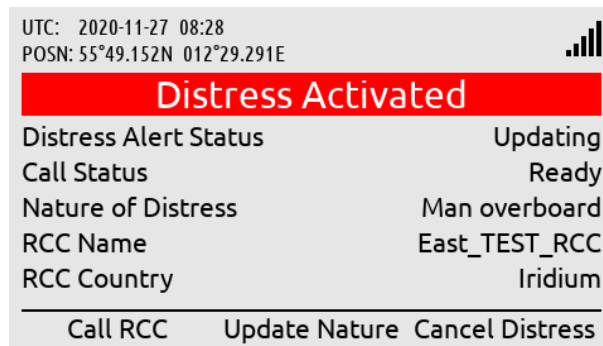 UTC: 2020-11-27 08:28
POSN: 55°49.152N 012°29.291E
Distress Activated
Distress Alert Status Updating
Call Status Ready
Nature of Distress Man overboard
RCC Name East_TEST_RCC
RCC Country Iridium
Call RCC Update Nature Cancel Distress